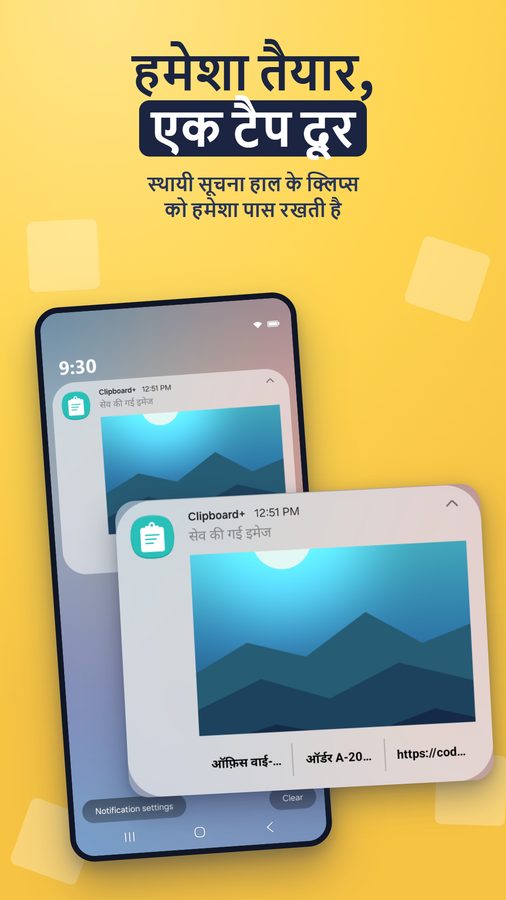 हमेशा तैयार,
एक टैप दूर
स्थायी सूचना हाल के क्लिप्स
को हमेशा पास रखती है
9:30
Clipboard+ 12:51 PM
सेव की गई इमेज
Clipboard+ 12:51 PM
सेव की गई इमेज
ऑफ़िस वाई-... ऑर्डर A-20... https://cod...
Notification settings Clear